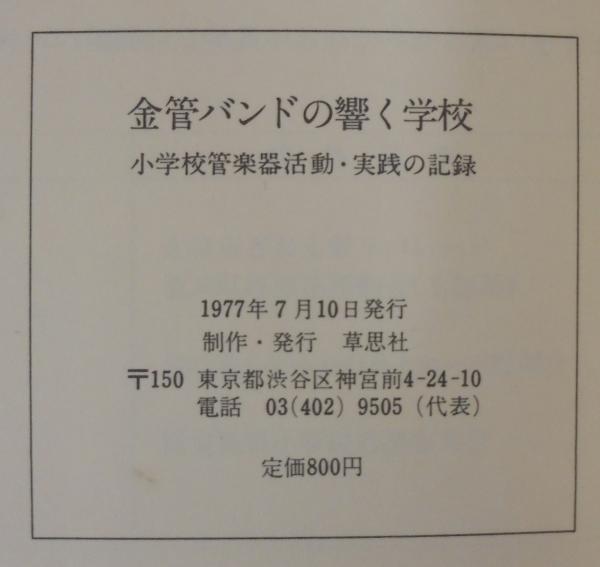 金管バンドの響く学校
小学校管楽器活動・実践の記録
1977年7月10日発行
制作・発行 草思社
〒150 東京都渋谷区神宮前4-24-10
電話 03(402) 9505 (代表)
定価800円